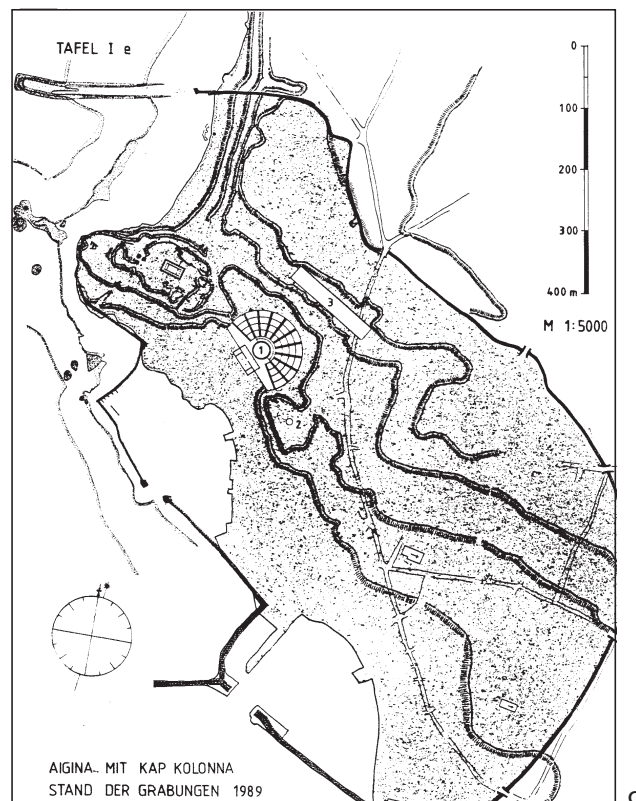 TAFEL I e
0
100
200
300
400 m
M 1:5000
3
1
2
AIGINA MIT KAP KOLONNA
STAND DER GRABUNGEN 1989